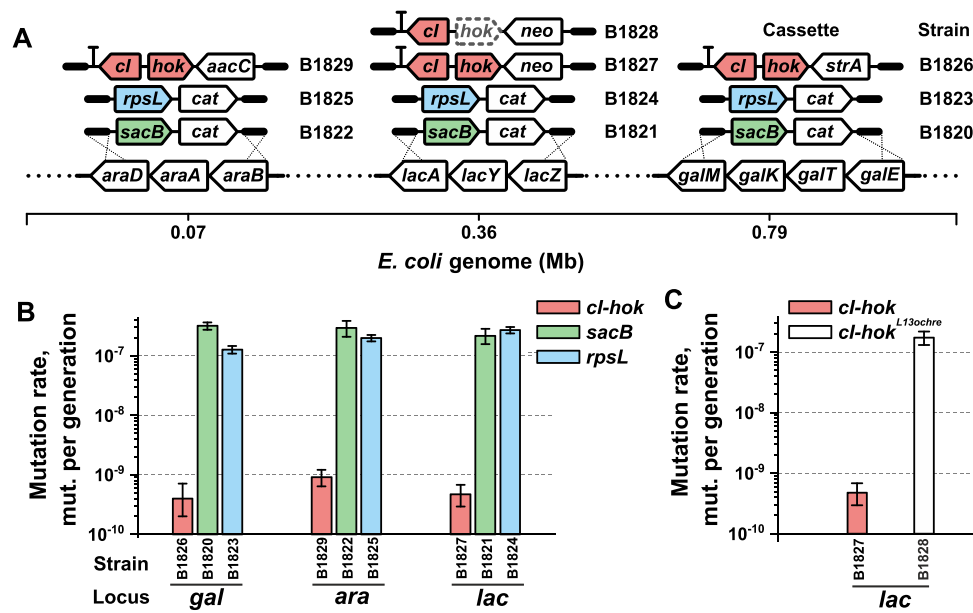 A
cI hok neo B1828
Cassette Strain
cI hok aacC B1829
cI hok neo B1827
cI hok strA B1826
rpsL cat B1825
rpsL cat B1824
rpsL cat B1823
sacB cat B1822
sacB cat B1821
sacB cat B1820
araD araA araB
lacA lacY lacZ
galM galK galT galE
0.07 0.36 0.79
E. coli genome (Mb)
B
Mutation rate,
mut. per generation
10⁻⁷
10⁻⁸
10⁻⁹
10⁻¹⁰
cI-hok
sacB
rpsL
Strain B1826 B1820 B1823 B1829 B1822 B1825 B1827 B1821 B1824
Locus gal ara lac
C
Mutation rate,
mut. per generation
10⁻⁷
10⁻⁸
10⁻⁹
10⁻¹⁰
cI-hok
cI-hok L13ochre
B1827 B1828
lac